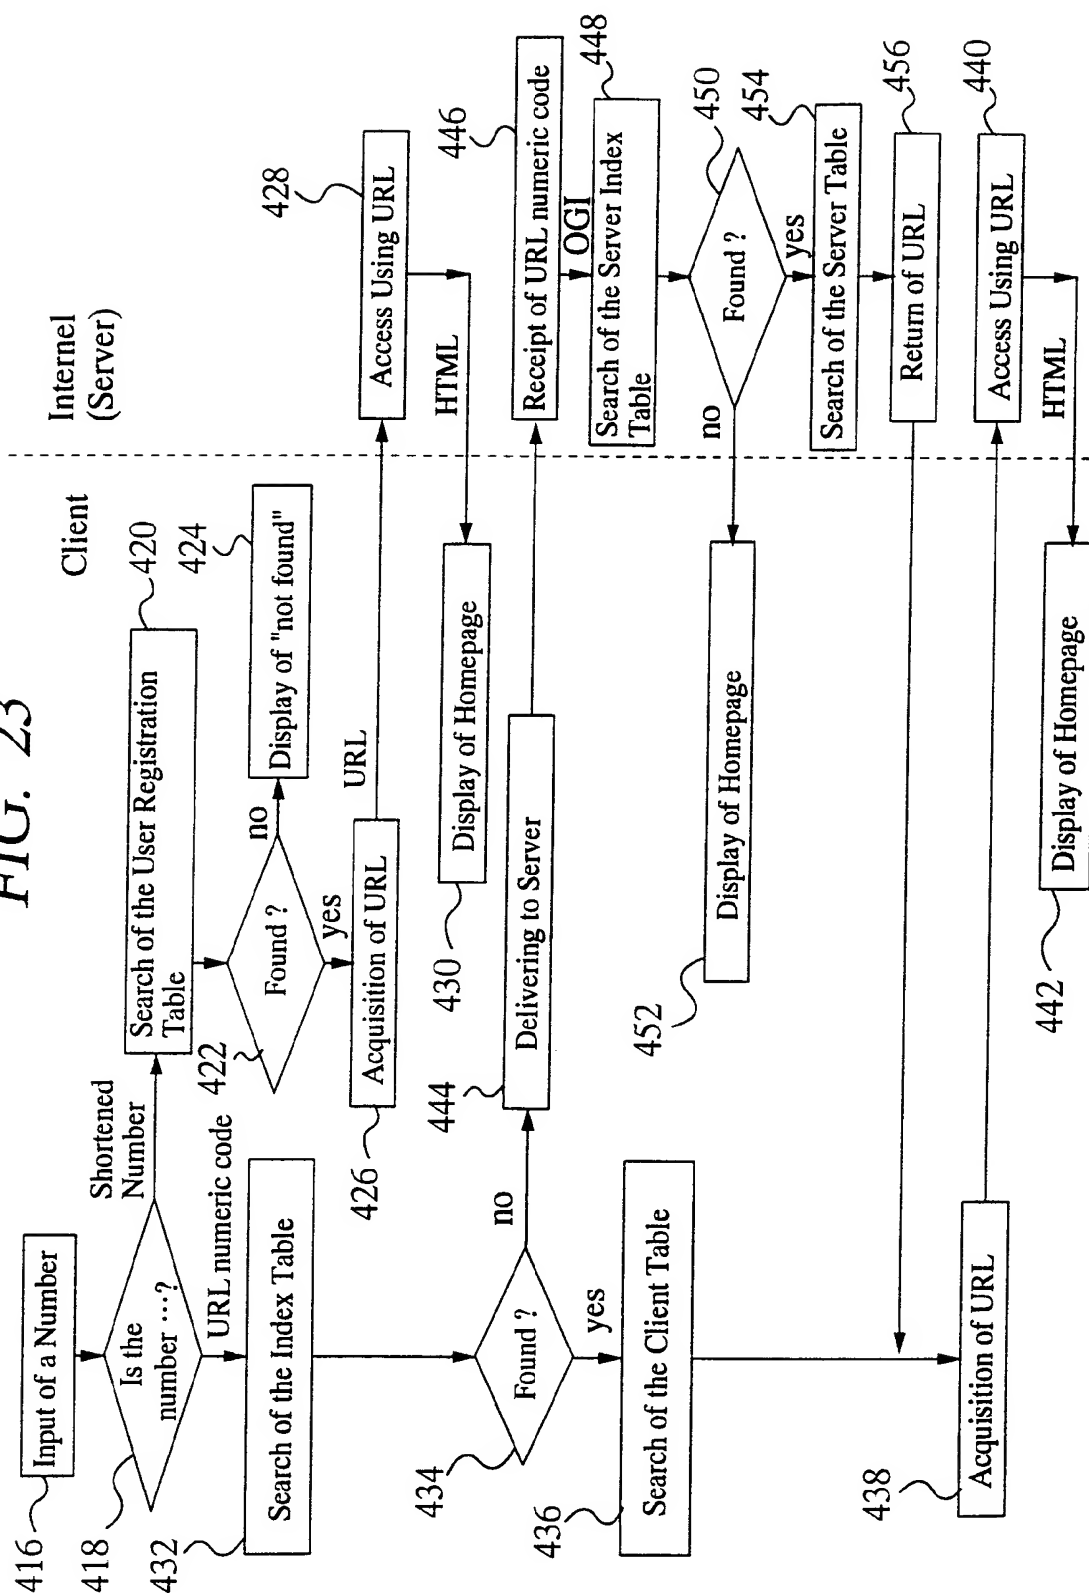 FIG. 23
Client
Internel
(Server)
416
Input of a Number
418
Is the
number ···?
Shortened
Number
URL numeric code
420
Search of the User Registration
Table
422
Found ?
no
424
Display of "not found"
yes
426
Acquisition of URL
URL
428
Access Using URL
HTML
430
Display of Homepage
432
Search of the Index Table
434
Found ?
no
444
Delivering to Server
446
Receipt of URL numeric code
OGI
448
Search of the Server Index
Table
450
Found ?
no
yes
452
Display of Homepage
454
Search of the Server Table
456
Return of URL
yes
436
Search of the Client Table
438
Acquisition of URL
440
Access Using URL
HTML
442
Display of Homepage